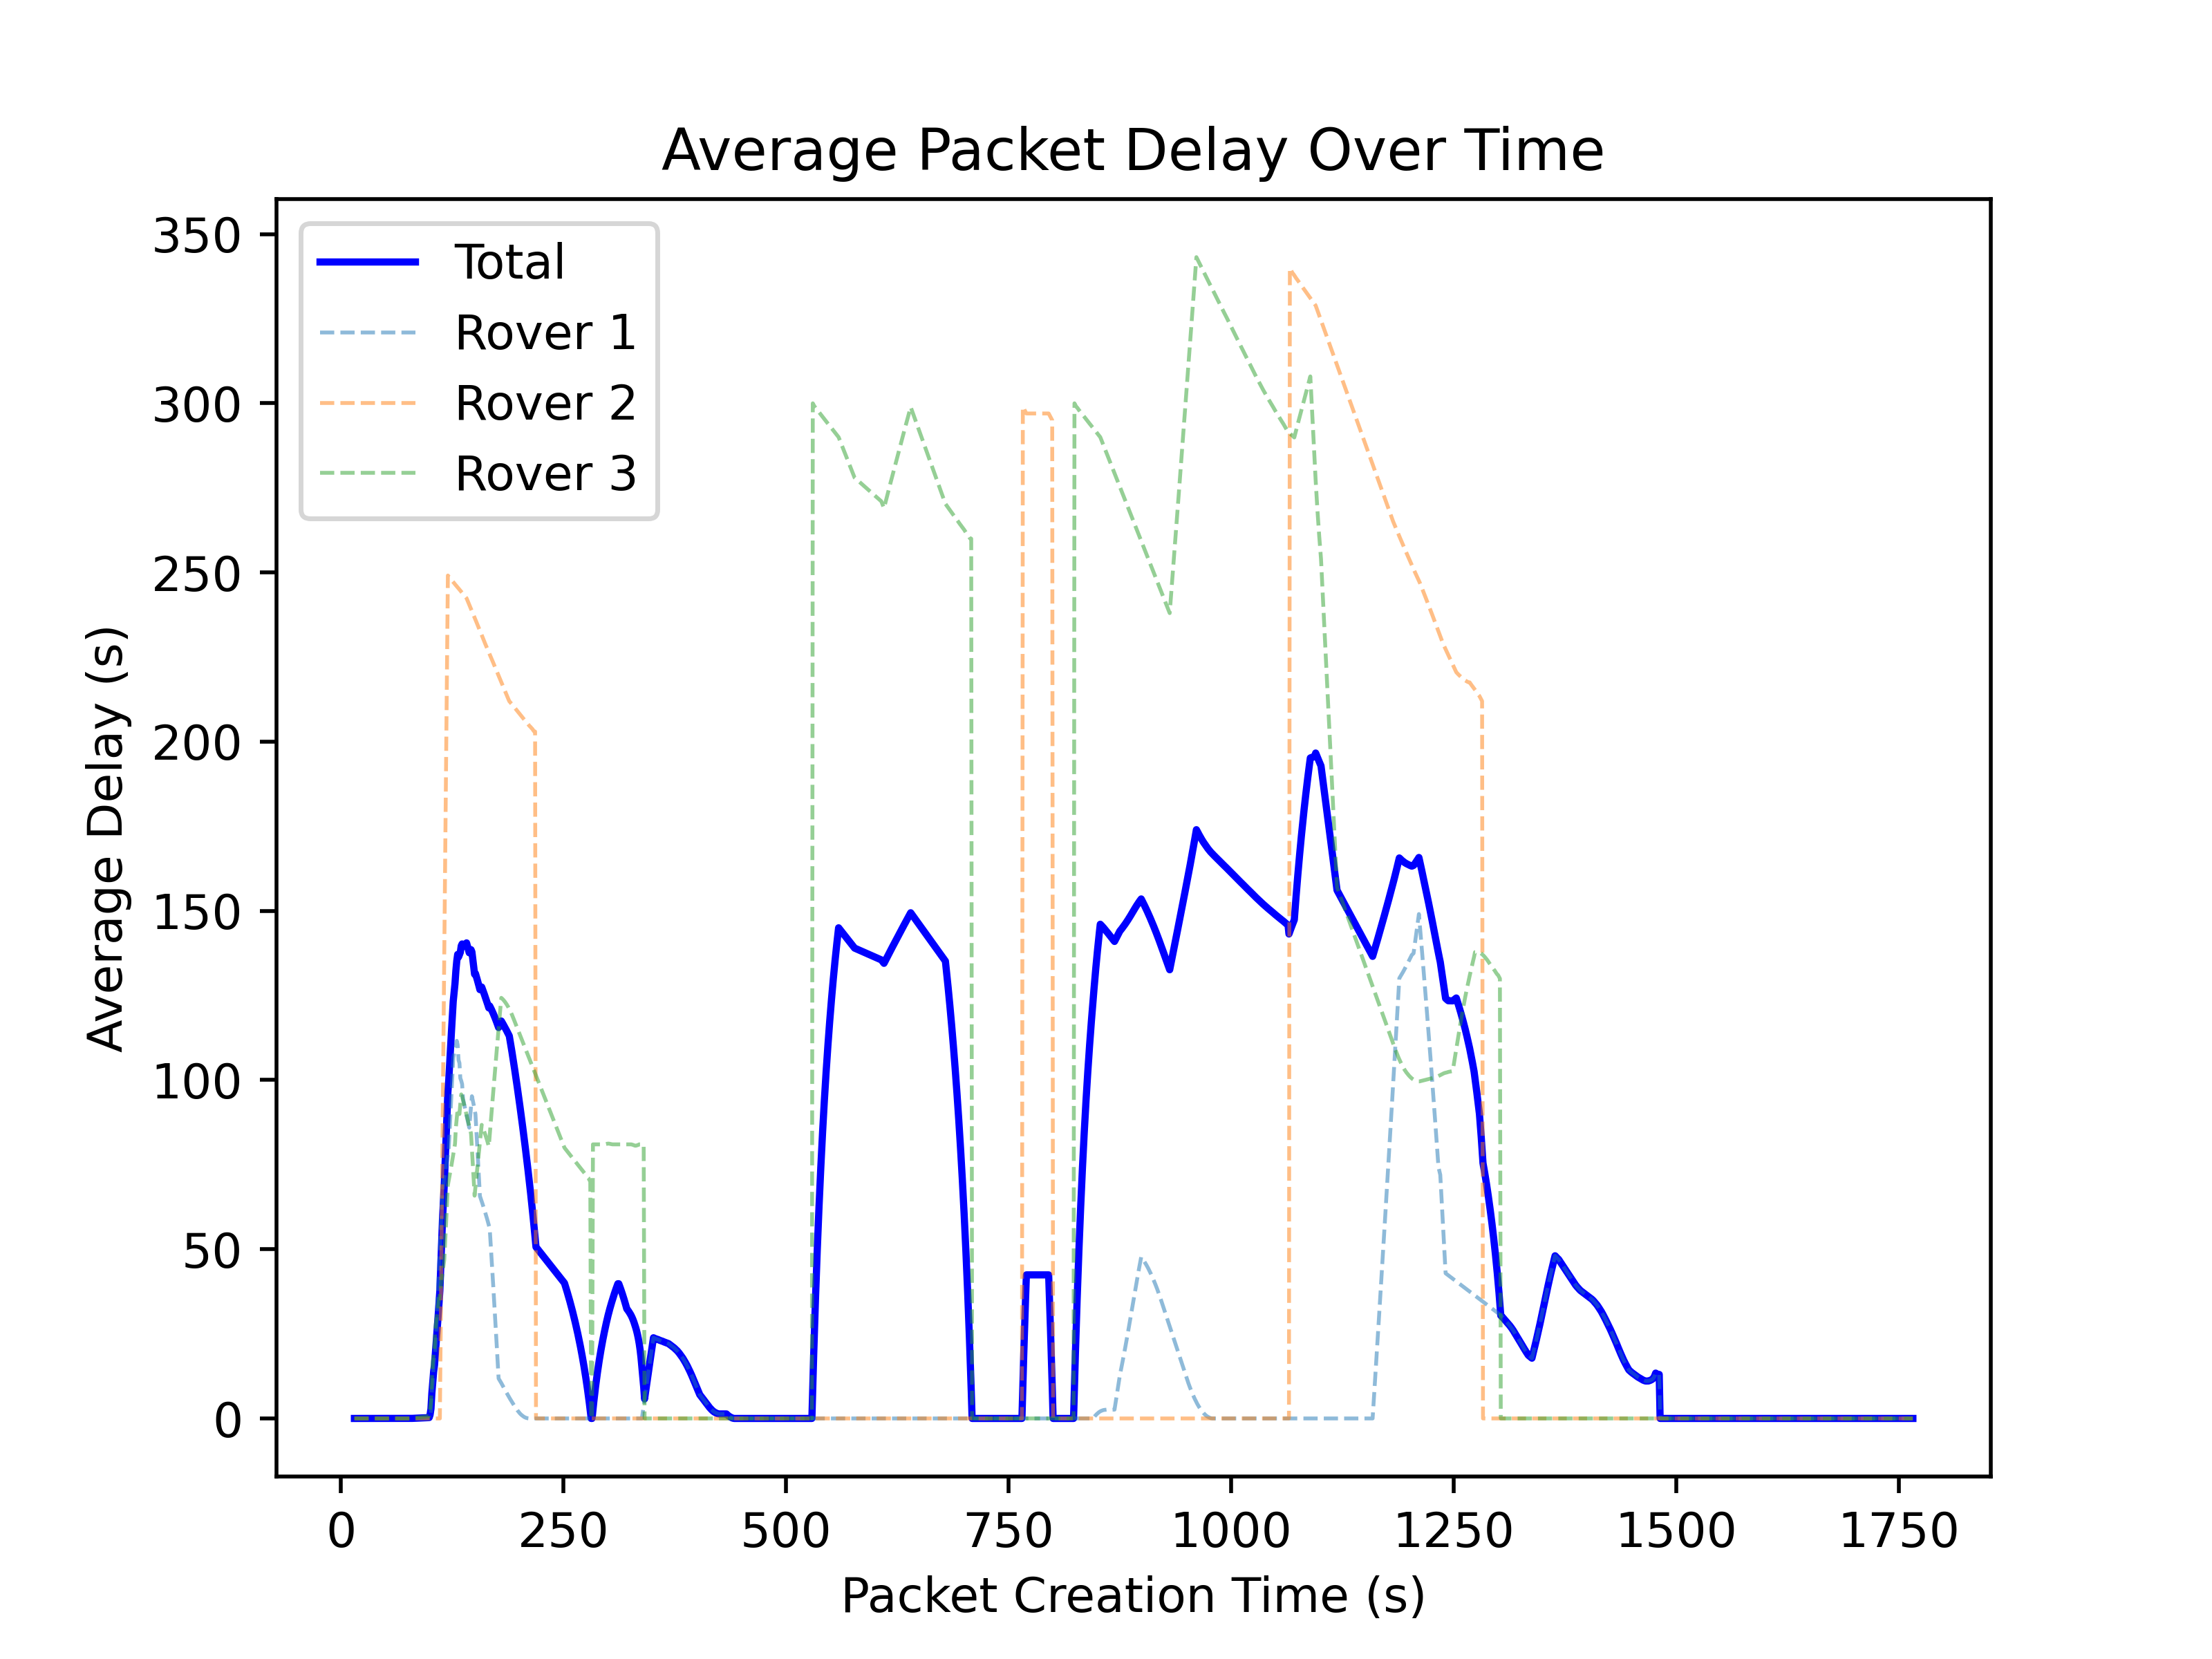 Average Packet Delay Over Time
350
300
250
200
150
100
50
0
Average Delay (s)
Total
Rover 1
Rover 2
Rover 3
0 250 500 750 1000 1250 1500 1750
Packet Creation Time (s)